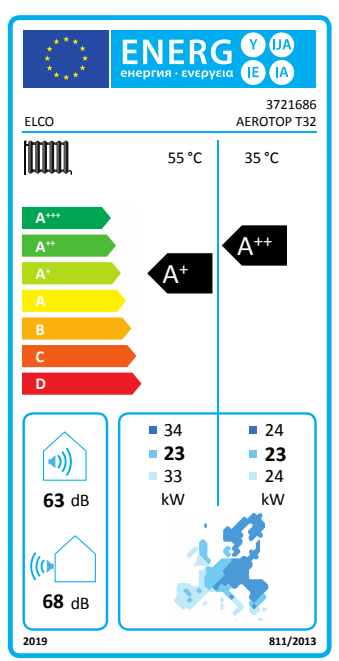 ENERG Y IJA
енергия · ενεργεια IE IA
3721686
ELCO AEROTOP T32
55 °C 35 °C
A+++
A++
A+
A
B
C
D
A+
A++
63 dB
68 dB
34 24
23 23
33 24
kW kW
2019 811/2013